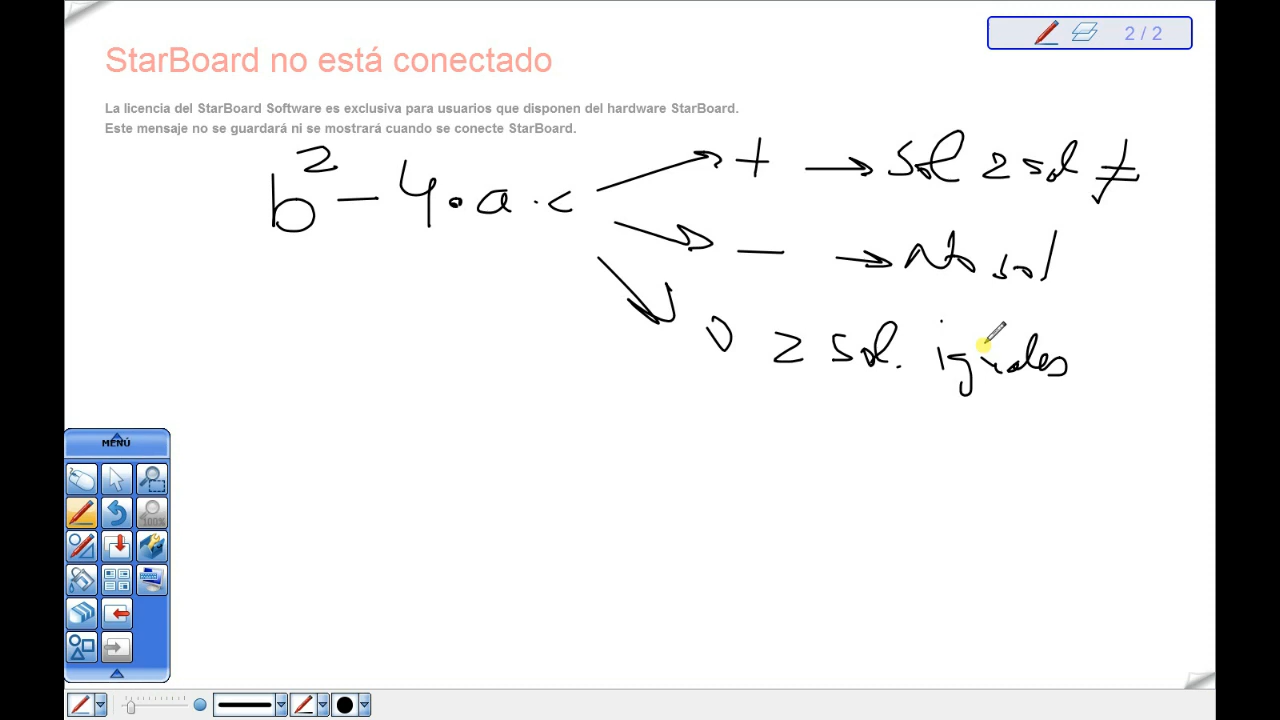 2 / 2
StarBoard no está conectado
La licencia del StarBoard Software es exclusiva para usuarios que disponen del hardware StarBoard.
Este mensaje no se guardará ni se mostrará cuando se conecte StarBoard.
b² - 4 · a · c
+ → Sol 2 sol ≠
- → No sol
0 2 sol. iguales
MENÚ
100%